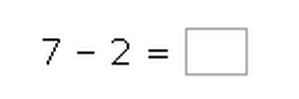 7 − 2 =